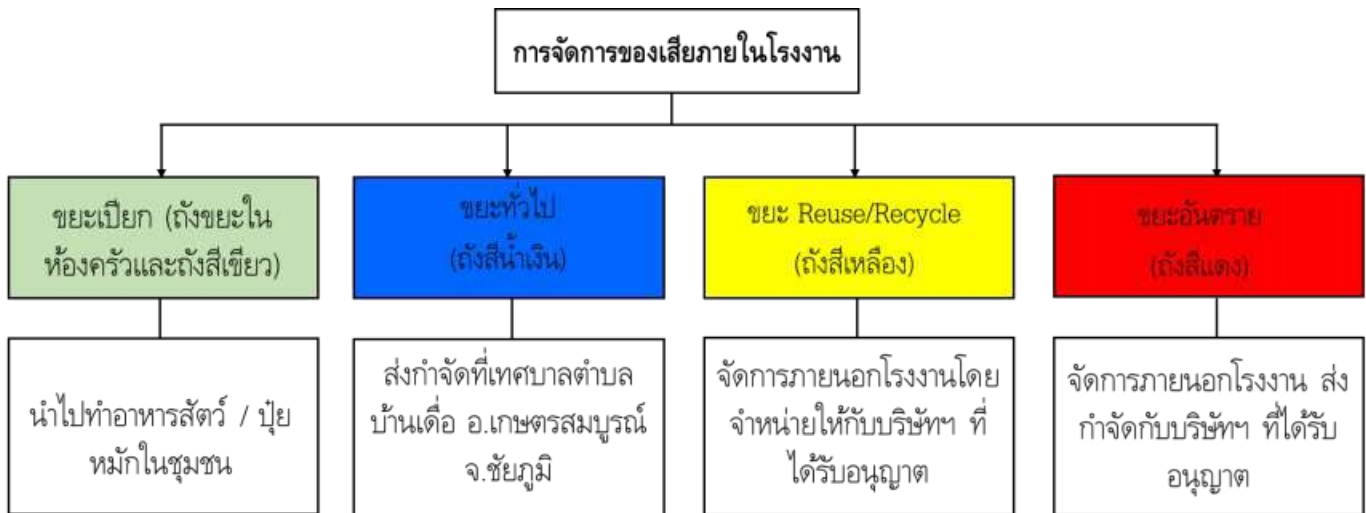 การจัดการของเสียภายในโรงงาน
ขยะเปียก (ถังขยะใน
ห้องครัวและถังสีเขียว)
ขยะทั่วไป
(ถังสีน้ำเงิน)
ขยะ Reuse/Recycle
(ถังสีเหลือง)
ขยะอันตราย
(ถังสีแดง)
นำไปทำอาหารสัตว์ / ปุ๋ย
หมักในชุมชน
ส่งกำจัดที่เทศบาลตำบล
บ้านเดื่อ อ.เกษตรสมบูรณ์
จ.ชัยภูมิ
จัดการภายนอกโรงงานโดย
จำหน่ายให้กับบริษัทฯ ที่
ได้รับอนุญาต
จัดการภายนอกโรงงาน ส่ง
กำจัดกับบริษัทฯ ที่ได้รับ
อนุญาต